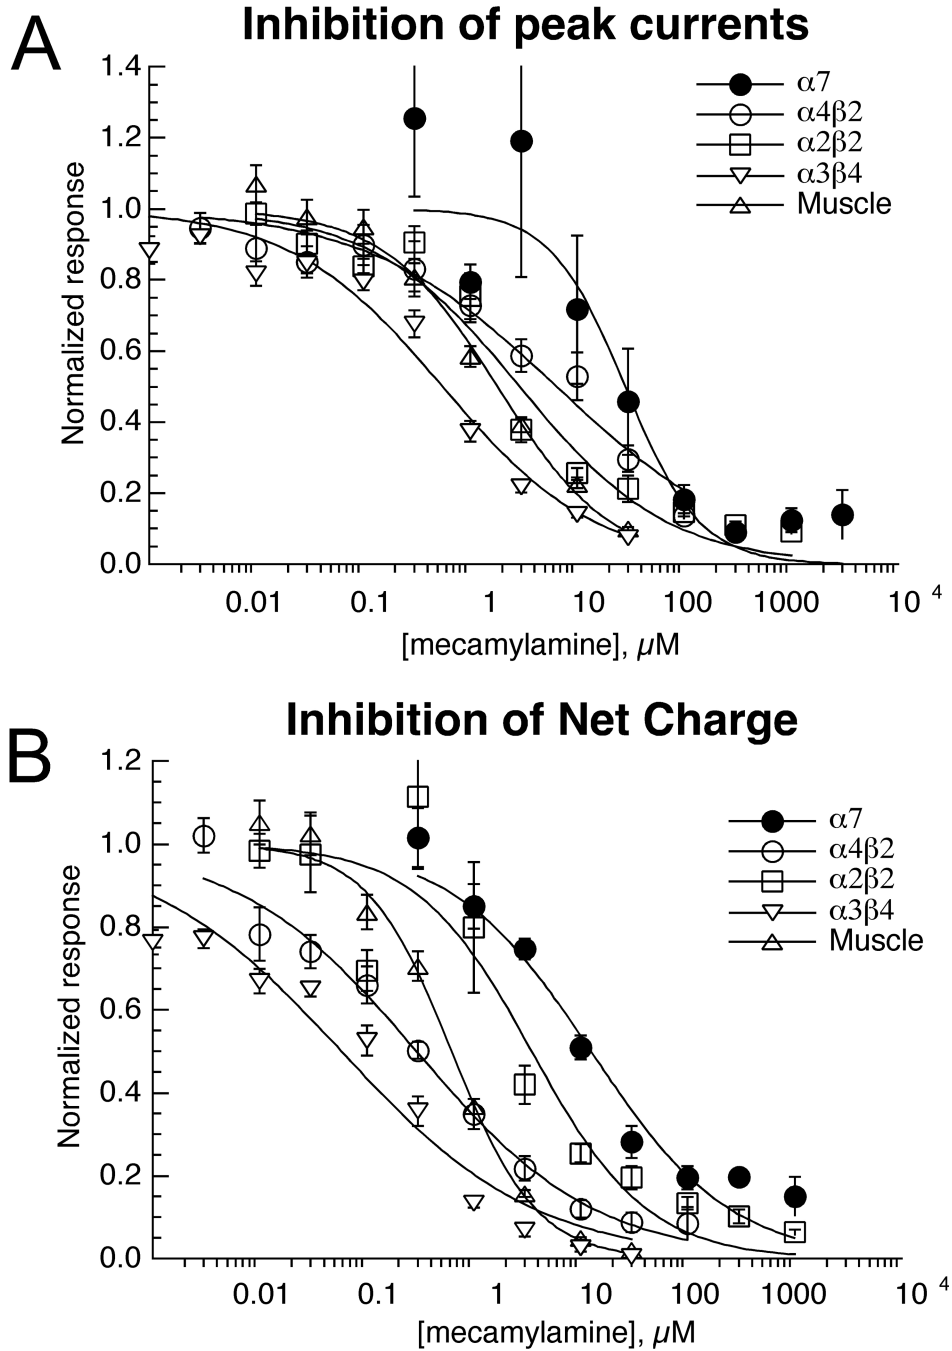 A
Inhibition of peak currents
1.4
1.2
1.0
0.8
0.6
0.4
0.2
0.0
Normalized response
α7
α4β2
α2β2
α3β4
Muscle
0.01 0.1 1 10 100 1000 10 4
[mecamylamine], µM
B
Inhibition of Net Charge
1.2
1.0
0.8
0.6
0.4
0.2
0.0
Normalized response
α7
α4β2
α2β2
α3β4
Muscle
0.01 0.1 1 10 100 1000 10 4
[mecamylamine], µM